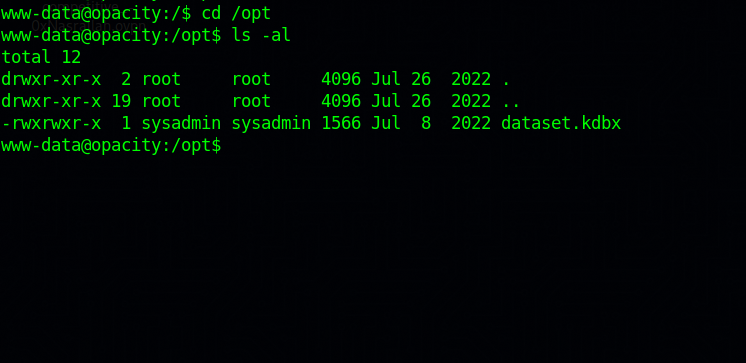 www-data@opacity:/$ cd /opt
www-data@opacity:/opt$ ls -al
total 12
drwxr-xr-x  2 root     root     4096 Jul 26  2022 .
drwxr-xr-x 19 root     root     4096 Jul 26  2022 ..
-rwxrwxr-x  1 sysadmin sysadmin 1566 Jul  8  2022 dataset.kdbx
www-data@opacity:/opt$